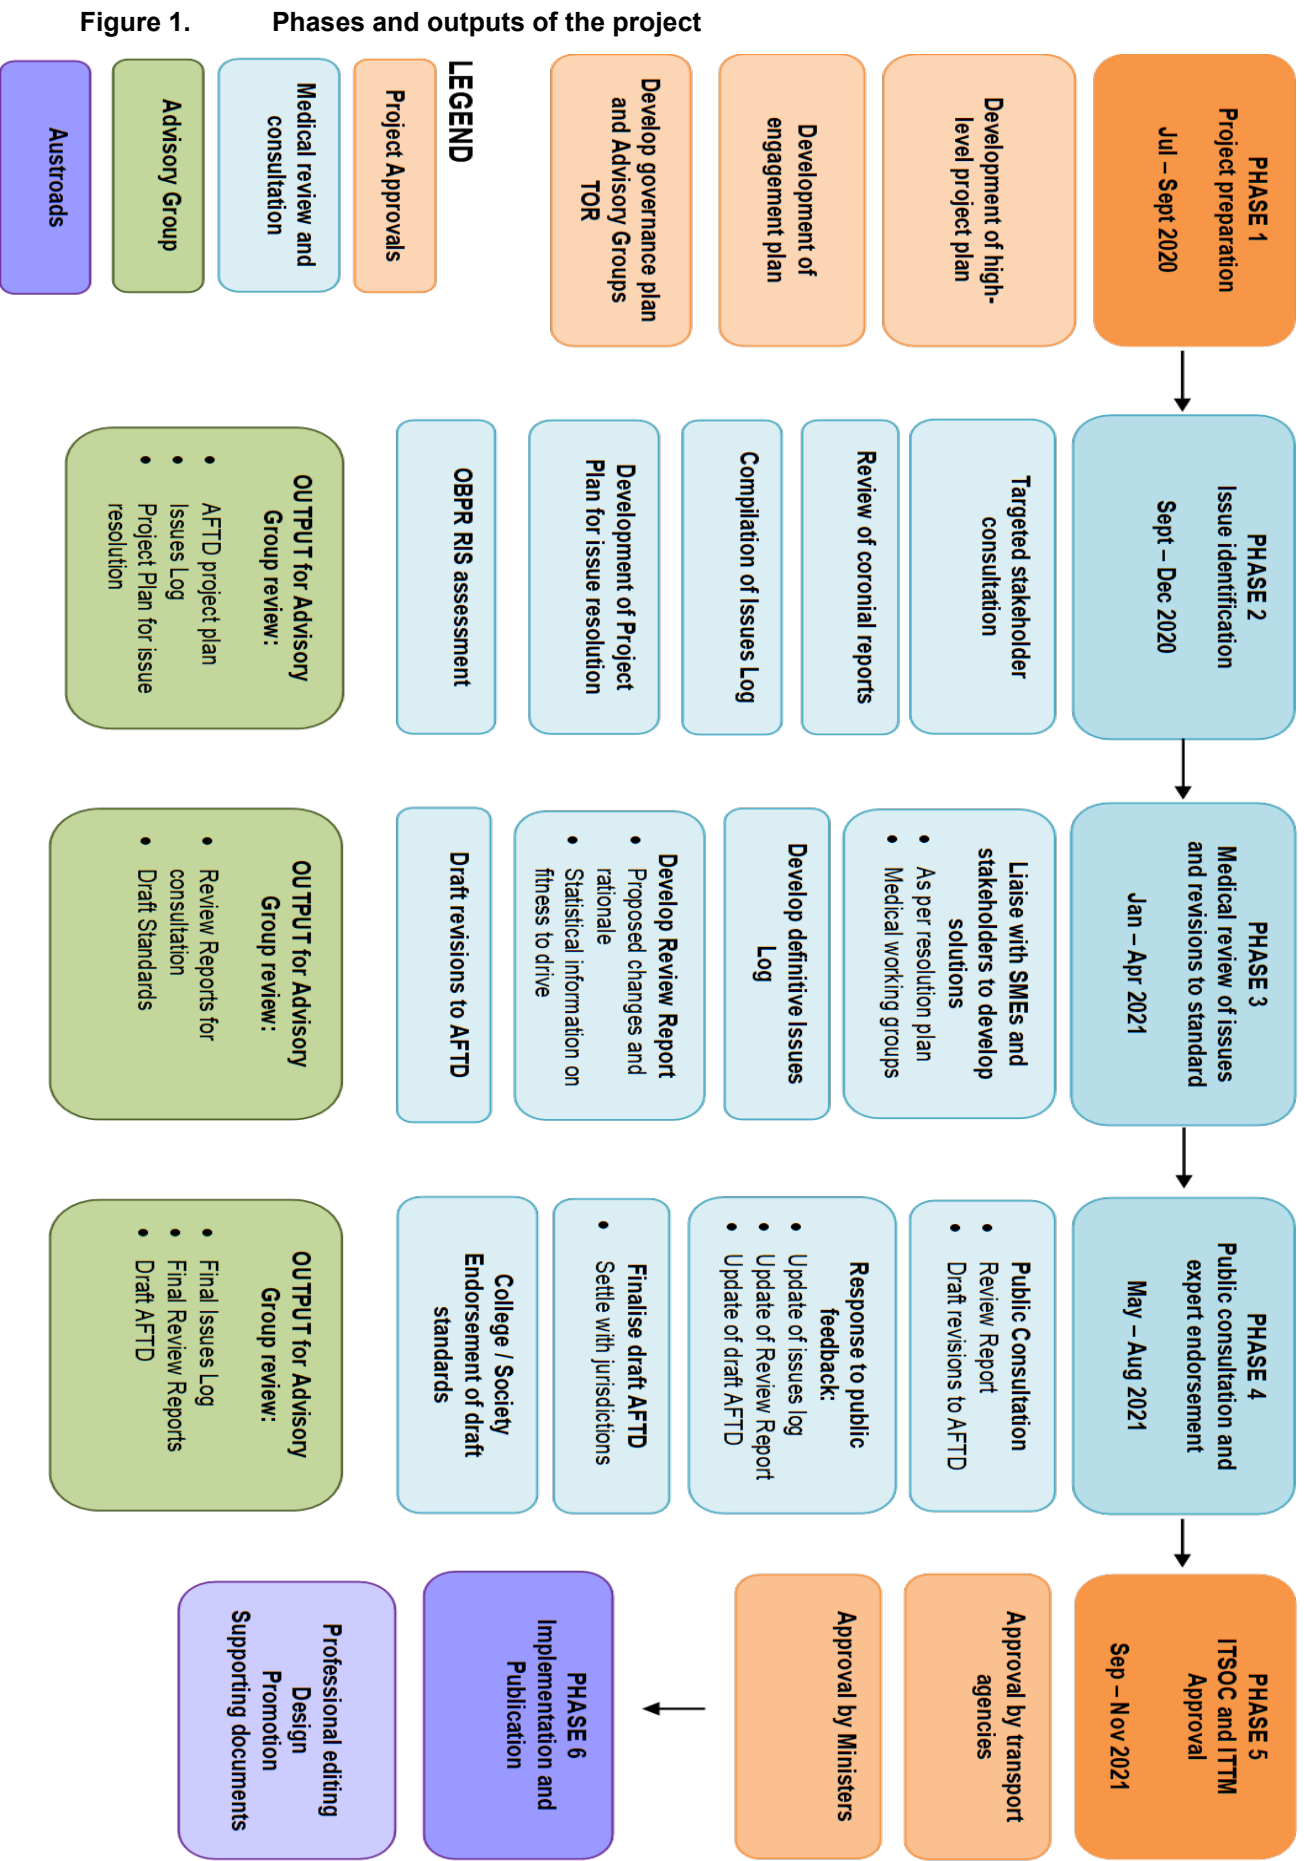 Figure 1. Phases and outputs of the project
PHASE 1
Project preparation
Jul – Sept 2020
Development of high-
level project plan
Development of
engagement plan
Develop governance plan
and Advisory Groups
TOR
LEGEND
Project Approvals
Medical review and
consultation
Advisory Group
Austroads
PHASE 2
Issue identification
Sept – Dec 2020
Targeted stakeholder
consultation
Review of coronial reports
Compilation of Issues Log
Development of Project
Plan for issue resolution
OBPR RIS assessment
OUTPUT for Advisory
Group review:
• AFTD project plan
• Issues Log
• Project Plan for issue
resolution
PHASE 3
Medical review of issues
and revisions to standard
Jan – Apr 2021
Liaise with SMEs and
stakeholders to develop
solutions
• As per resolution plan
• Medical working groups
Develop definitive Issues
Log
Develop Review Report
• Proposed changes and
rationale
• Statistical information on
fitness to drive
Draft revisions to AFTD
OUTPUT for Advisory
Group review:
• Review Reports for
consultation
• Draft Standards
PHASE 4
Public consultation and
expert endorsement
May – Aug 2021
Public Consultation
• Review Report
• Draft revisions to AFTD
Response to public
feedback:
• Update of issues log
• Update of Review Report
• Update of draft AFTD
Finalise draft AFTD
• Settle with jurisdictions
College / Society
Endorsement of draft
standards
OUTPUT for Advisory
Group review:
• Final Issues Log
• Final Review Reports
• Draft AFTD
PHASE 5
ITSOC and ITTM
Approval
Sep – Nov 2021
Approval by transport
agencies
Approval by Ministers
PHASE 6
Implementation and
Publication
Professional editing
Design
Promotion
Supporting documents